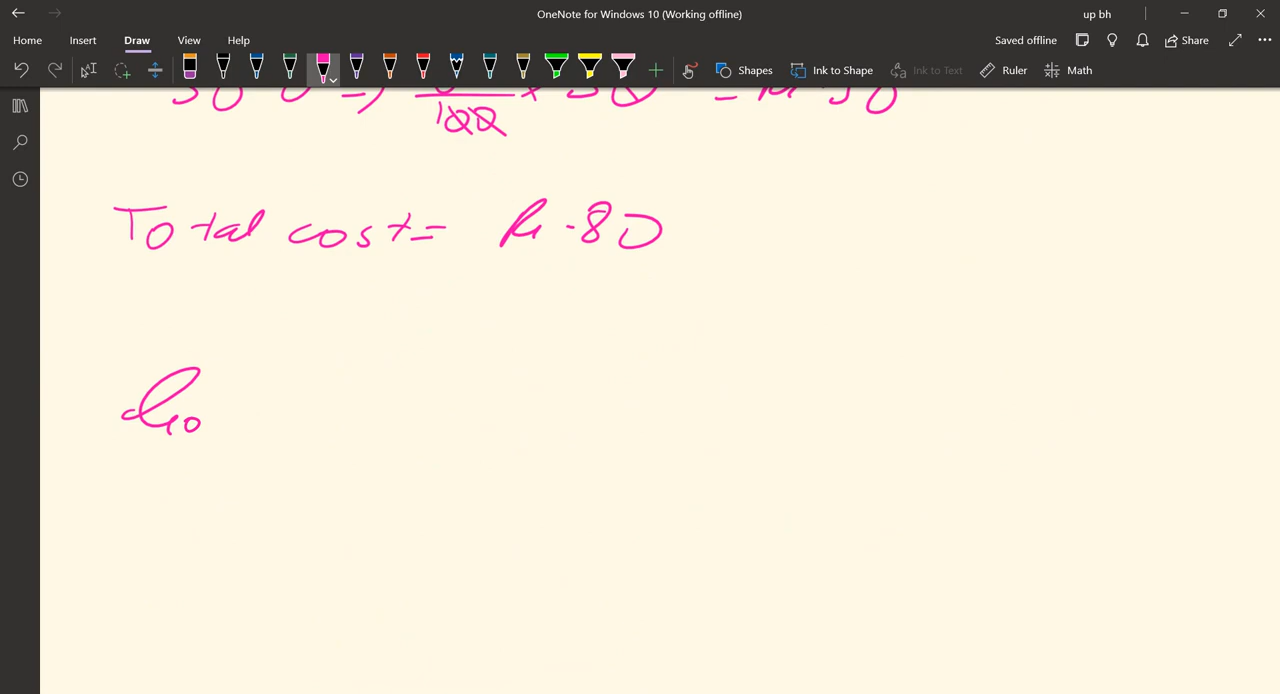 OneNote for Windows 10 (Working offline)
up bh
Home Insert Draw View Help
Saved offline Share
Shapes Ink to Shape Ink to Text Ruler Math
100
Total cost = Rs. 80